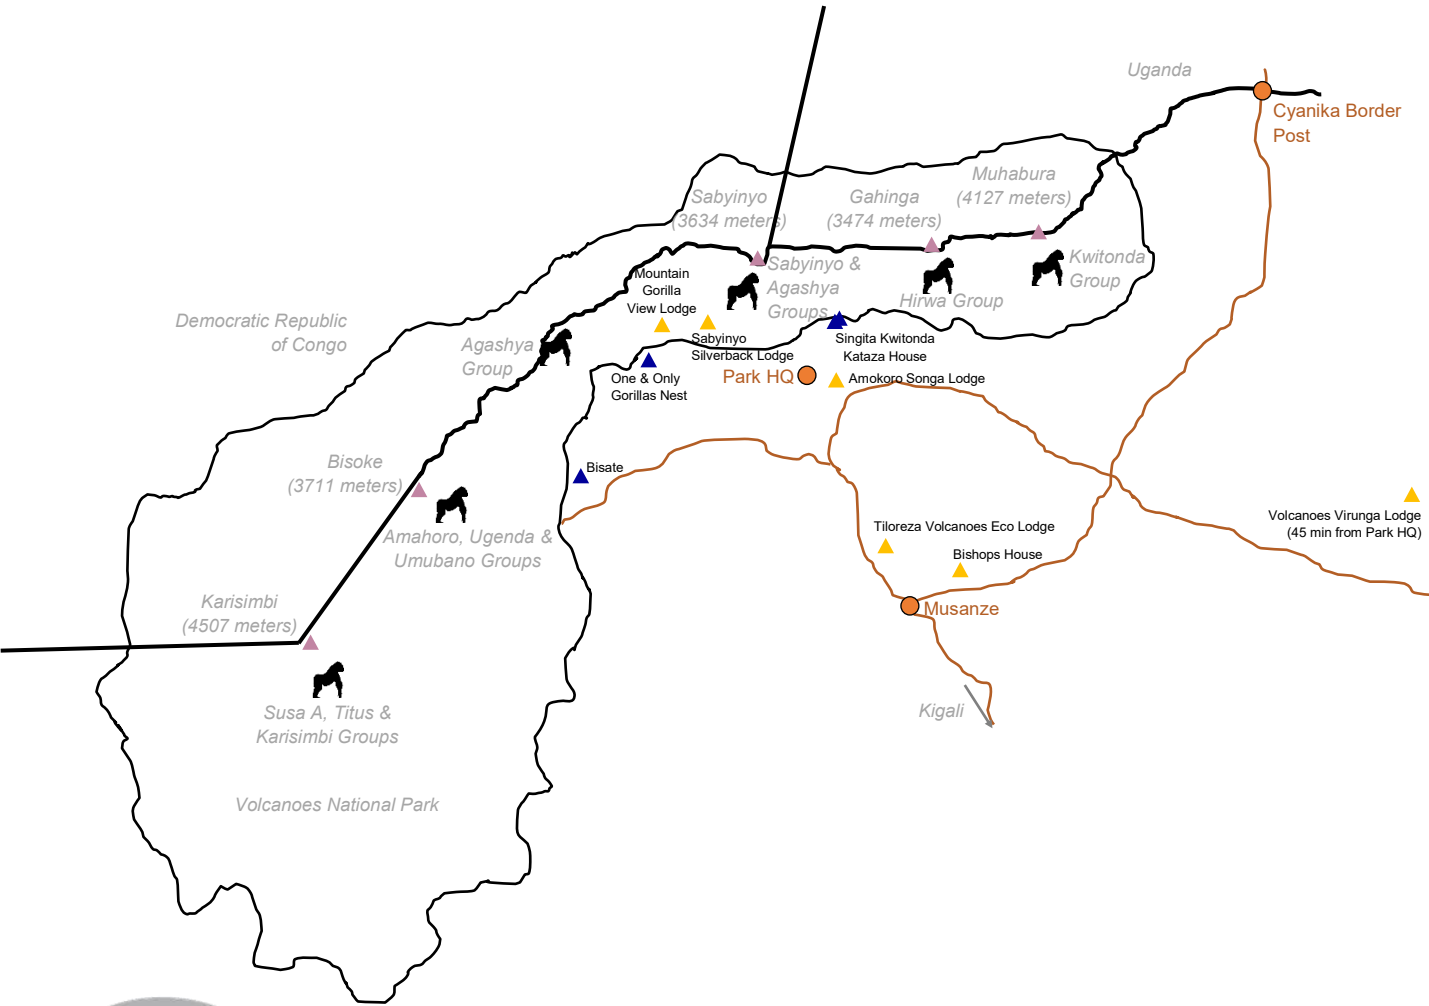 Uganda
Cyanika Border
Post
Muhabura
(4127 meters)
Sabyinyo
(3634 meters)
Gahinga
(3474 meters)
Kwitonda
Group
Sabyinyo &
Agashya
Groups
Hirwa Group
Mountain
Gorilla
View Lodge
Democratic Republic
of Congo
Agashya
Group
Sabyinyo
Silverback Lodge
Singita Kwitonda
Kataza House
One & Only
Gorillas Nest
Park HQ
Amokoro Songa Lodge
Bisoke
(3711 meters)
Bisate
Amahoro, Ugenda &
Umubano Groups
Tiloreza Volcanoes Eco Lodge
Bishops House
Volcanoes Virunga Lodge
(45 min from Park HQ)
Karisimbi
(4507 meters)
Musanze
Susa A, Titus &
Karisimbi Groups
Kigali
Volcanoes National Park